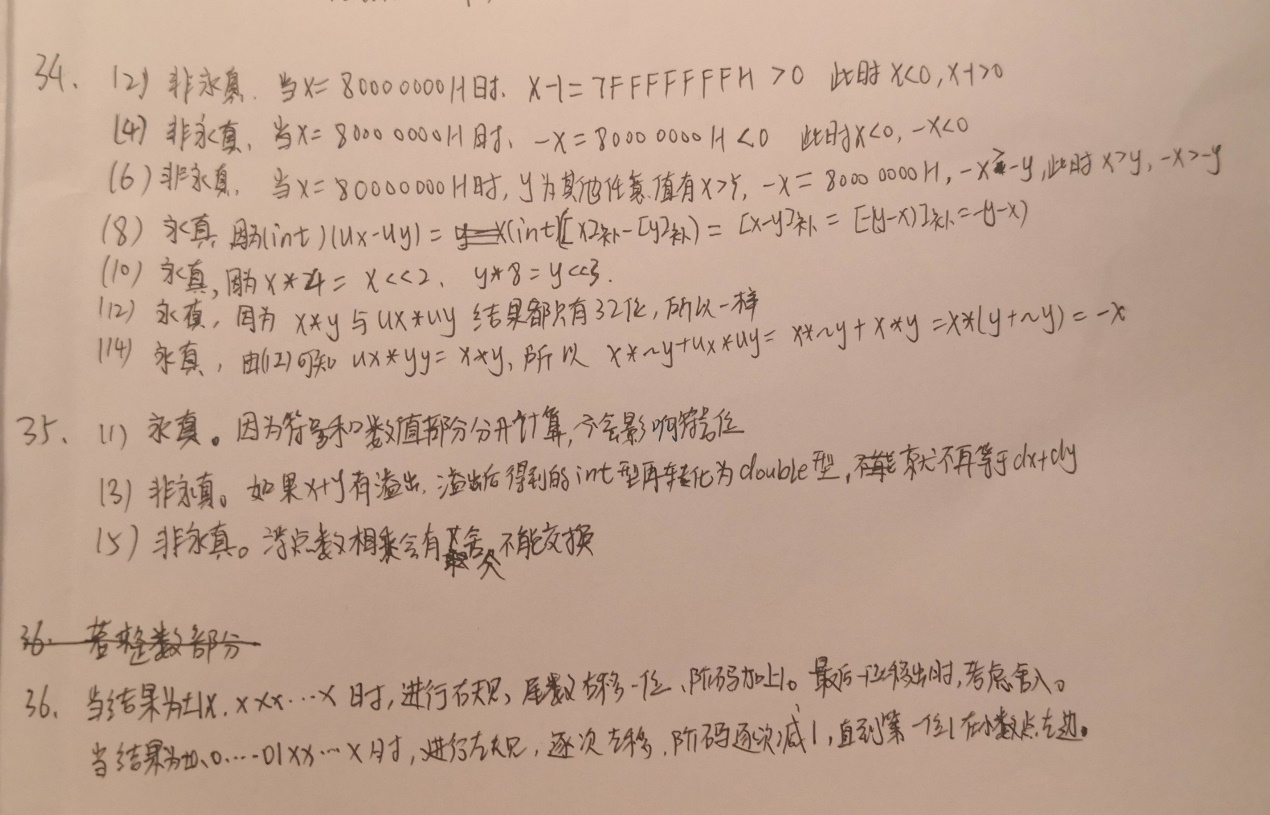 34. (2) 非永真. 当x=80000000H时. x-1=7FFFFFFFH>0 此时x<0,x-1>0
(4) 非永真, 当x=80000000H时, -x=80000000H<0 此时x<0,-x<0
(6) 非永真, 当x=80000000H时, y为其他任意值有x>y, -x=80000000H, -x>-y,此时x>y, -x>-y
(8) 永真, 因为(int)(ux-uy)=(int)([x]补-[y]补)=[x-y]补=[-(y-x)]补=-(y-x)
(10) 永真,因为x*4=x<<2, y*8=y<<3.
(12) 永真, 因为 x*y与ux*uy结果都只有32位,所以一样
(14) 永真, 由(12)可知 ux*yy=x*y, 所以 x*~y+ux*uy=x*~y+x*y=x*(y+~y)=-x
35. (1) 永真。因为符号和数值部分分开计算,不会影响符号位
(3) 非永真。如果x+y有溢出, 溢出后得到的int型再转化为double型, 就不再等于dx+dy
(5) 非永真。浮点数相乘会有舍入 不能交换
36. 若整数部分
36. 当结果为±1x.xxx…x时,进行右规,尾数右移一位,阶码加上1。最后一位移出时,考虑舍入。
当结果为±0.0…01xx…x时,进行左规,逐次左移,阶码逐次减1,直到第一位1在小数点左边。